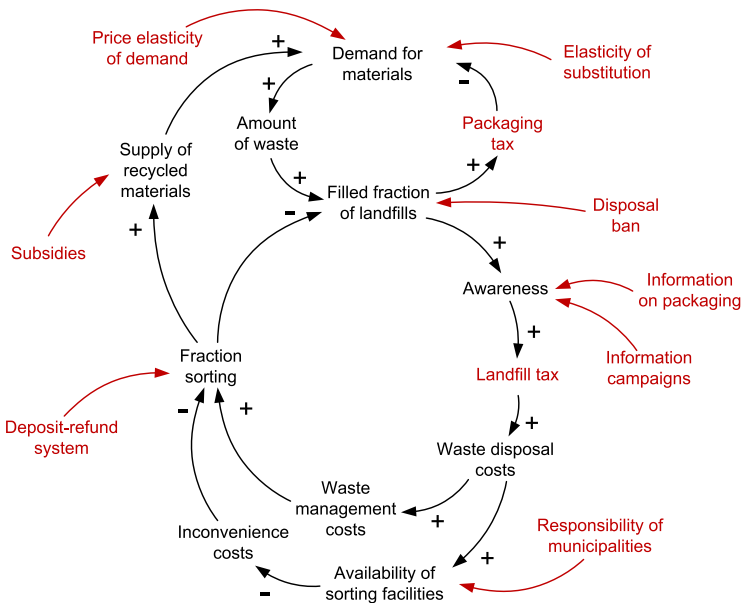 Price elasticity
of demand
+
Demand for
materials
Elasticity of
substitution
+
-
Amount
of waste
Packaging
tax
Supply of
recycled
materials
+
+
Filled fraction
of landfills
-
Disposal
ban
+
Subsidies
+
Awareness
Information
on packaging
+
Fraction
sorting
Landfill tax
Information
campaigns
-
+
Deposit-refund
system
+
Waste disposal
costs
Waste
management
costs
+
Inconvenience
costs
Responsibility of
municipalities
+
Availability of
sorting facilities
-